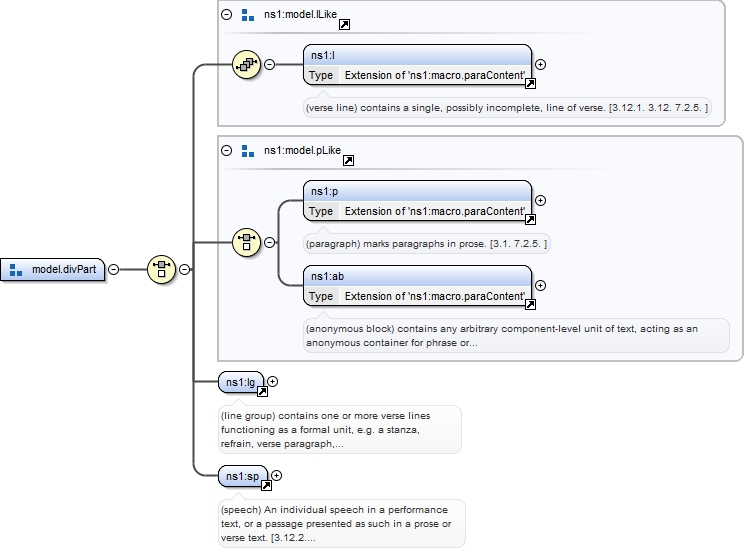 ns1:model.lLike
ns1:l
Type Extension of 'ns1:macro.paraContent'
(verse line) contains a single, possibly incomplete, line of verse. [3.12.1. 3.12. 7.2.5. ]
ns1:model.pLike
ns1:p
Type Extension of 'ns1:macro.paraContent'
(paragraph) marks paragraphs in prose. [3.1. 7.2.5. ]
model.divPart
ns1:ab
Type Extension of 'ns1:macro.paraContent'
(anonymous block) contains any arbitrary component-level unit of text, acting as an
anonymous container for phrase or...
ns1:lg
(line group) contains one or more verse lines
functioning as a formal unit, e.g. a stanza,
refrain, verse paragraph,...
ns1:sp
(speech) An individual speech in a performance
text, or a passage presented as such in a prose or
verse text. [3.12.2....